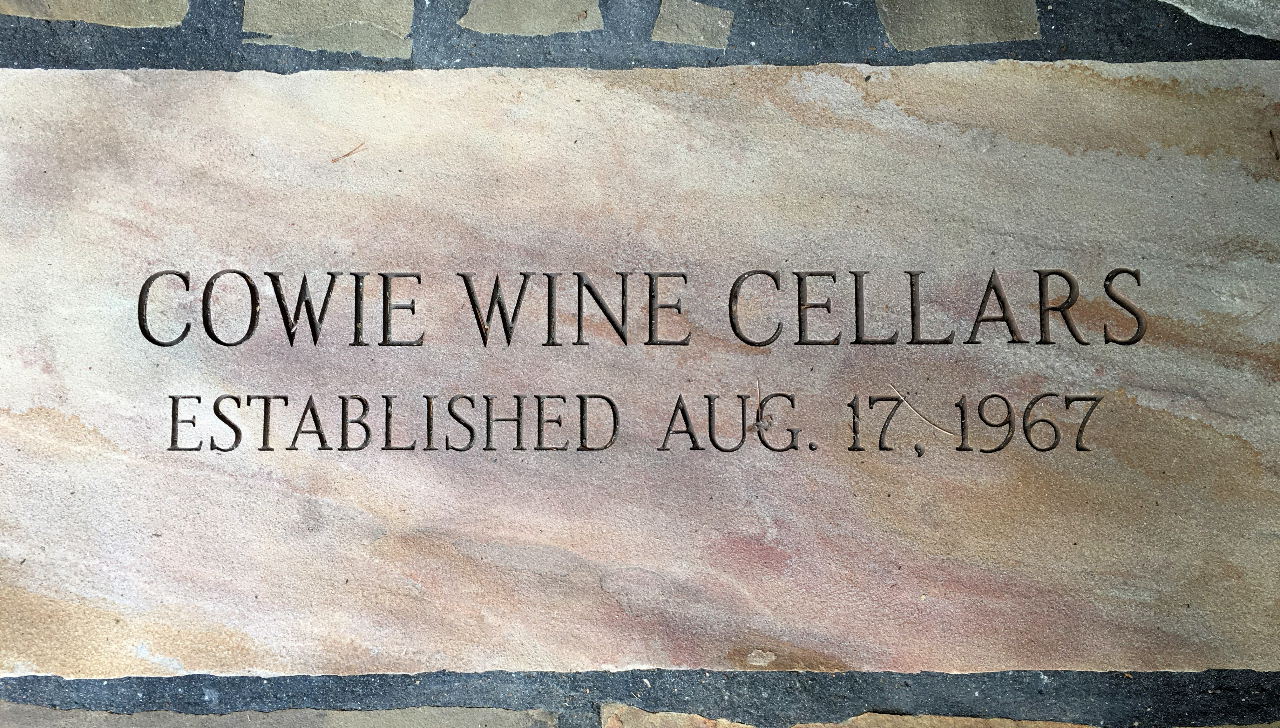 COWIE WINE CELLARS
ESTABLISHED AUG. 17, 1967